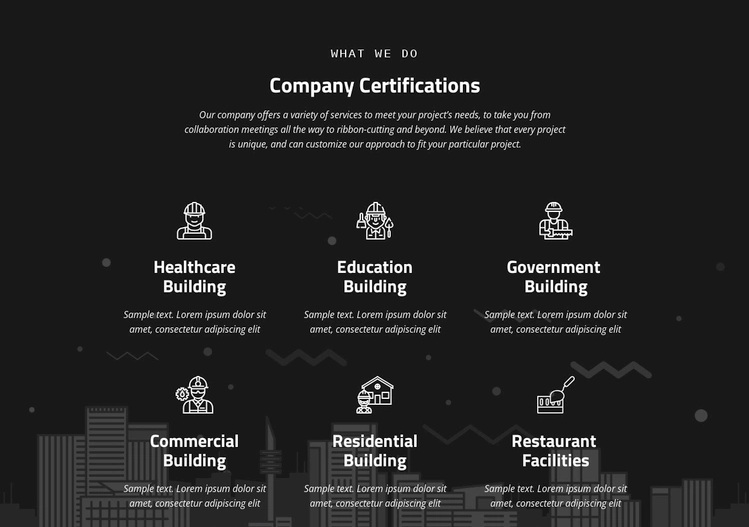 WHAT WE DO
Company Certifications
Our company offers a variety of services to meet your project's needs, to take you from
collaboration meetings all the way to ribbon-cutting and beyond. We believe that every project
is unique, and can customize our approach to fit your particular project.
Healthcare
Building
Sample text. Lorem ipsum dolor sit
amet, consectetur adipiscing elit
Education
Building
Sample text. Lorem ipsum dolor sit
amet, consectetur adipiscing elit
Government
Building
Sample text. Lorem ipsum dolor sit
amet, consectetur adipiscing elit
Commercial
Building
Sample text. Lorem ipsum dolor sit
amet, consectetur adipiscing elit
Residential
Building
Sample text. Lorem ipsum dolor sit
amet, consectetur adipiscing elit
Restaurant
Facilities
Sample text. Lorem ipsum dolor sit
amet, consectetur adipiscing elit